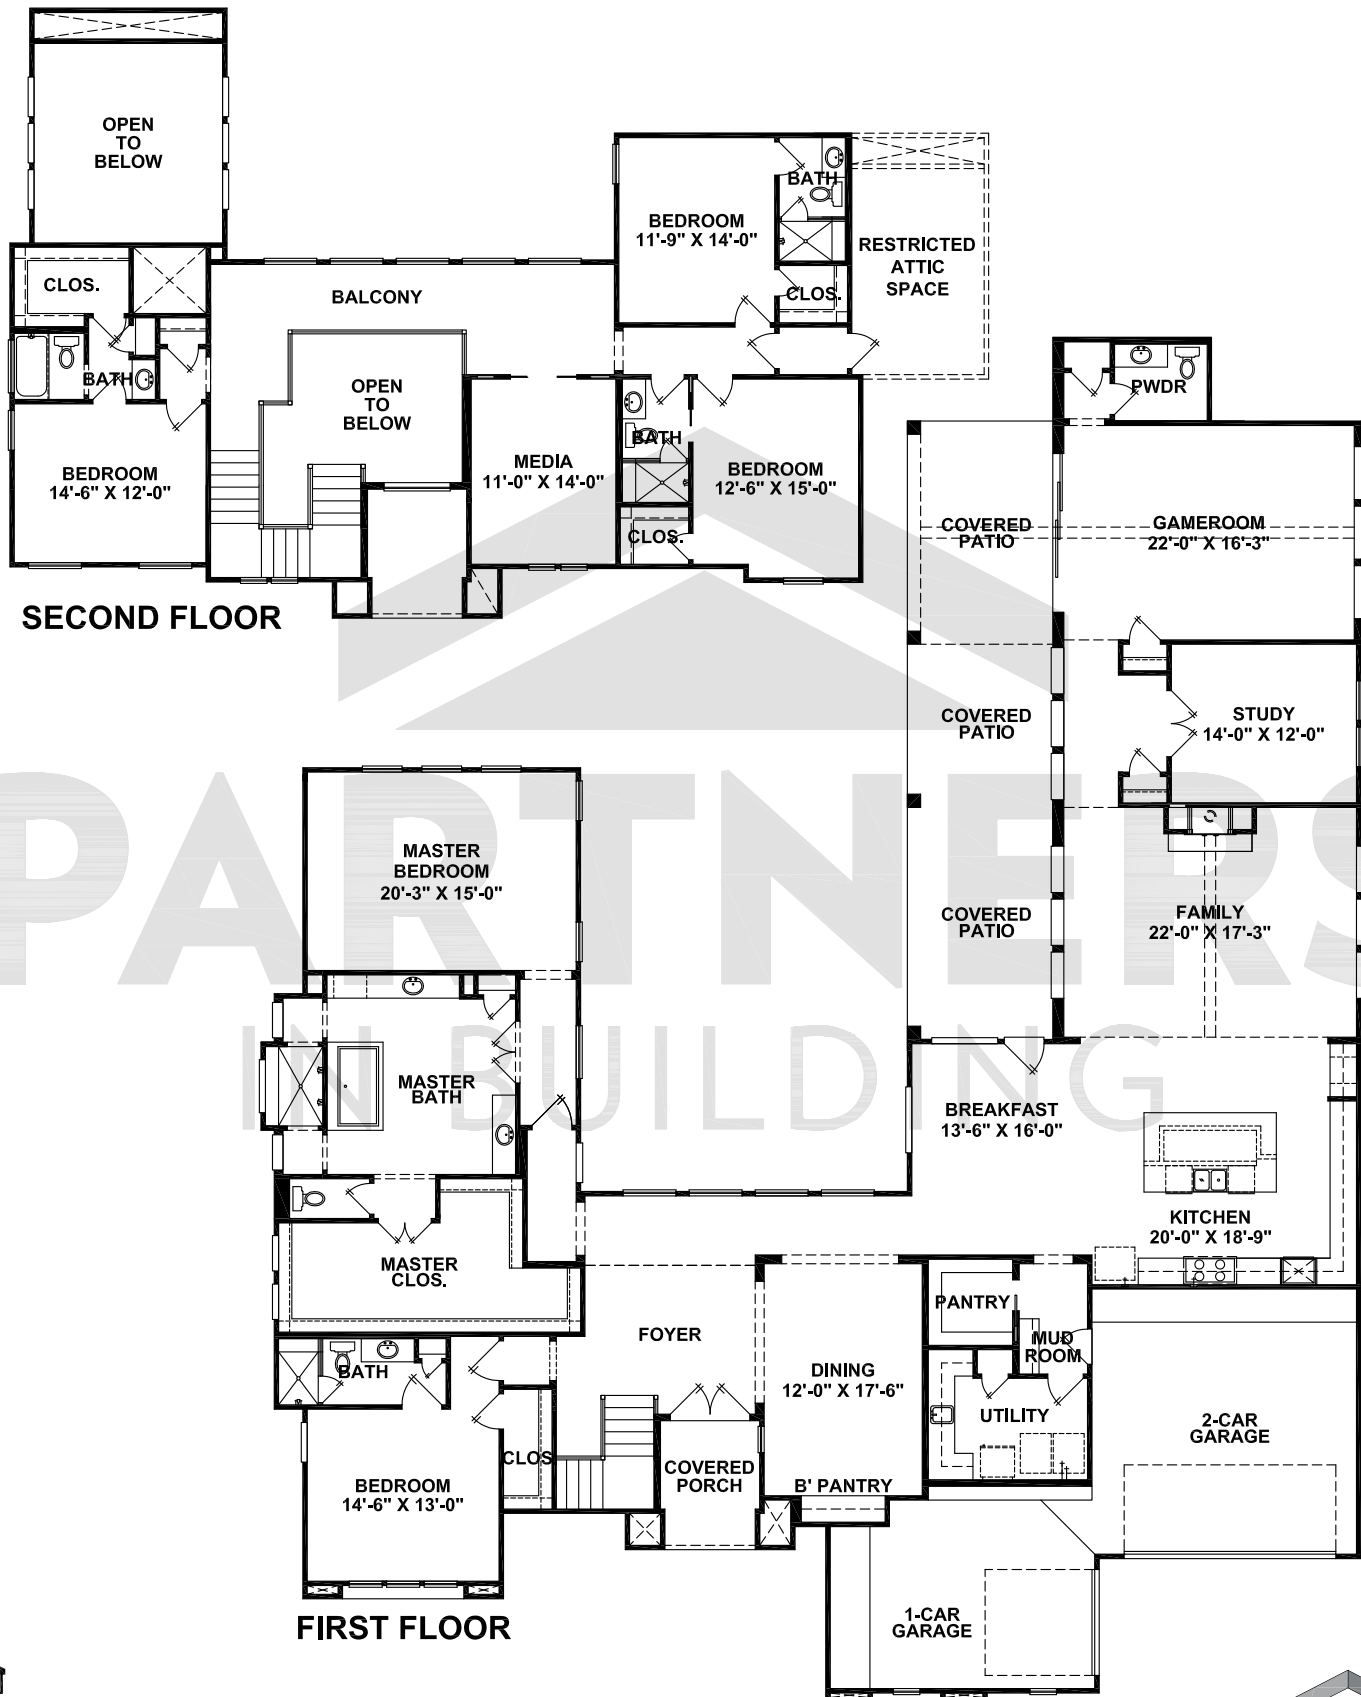 OPEN
TO
BELOW
CLOS.
BATH
BEDROOM
14'-6" X 12'-0"
BALCONY
OPEN
TO
BELOW
MEDIA
11'-0" X 14'-0"
BEDROOM
11'-9" X 14'-0"
BATH
CLOS.
RESTRICTED
ATTIC
SPACE
BATH
CLOS.
BEDROOM
12'-6" X 15'-0"
SECOND FLOOR
PWDR
COVERED
PATIO
GAMEROOM
22'-0" X 16'-3"
COVERED
PATIO
STUDY
14'-0" X 12'-0"
COVERED
PATIO
FAMILY
22'-0" X 17'-3"
PARTNERS
IN BUILDING
MASTER
BEDROOM
20'-3" X 15'-0"
MASTER
BATH
BREAKFAST
13'-6" X 16'-0"
KITCHEN
20'-0" X 18'-9"
MASTER
CLOS.
FOYER
PANTRY
MUD
ROOM
BATH
DINING
12'-0" X 17'-6"
UTILITY
2-CAR
GARAGE
CLOS
BEDROOM
14'-6" X 13'-0"
COVERED
PORCH
B' PANTRY
1-CAR
GARAGE
FIRST FLOOR